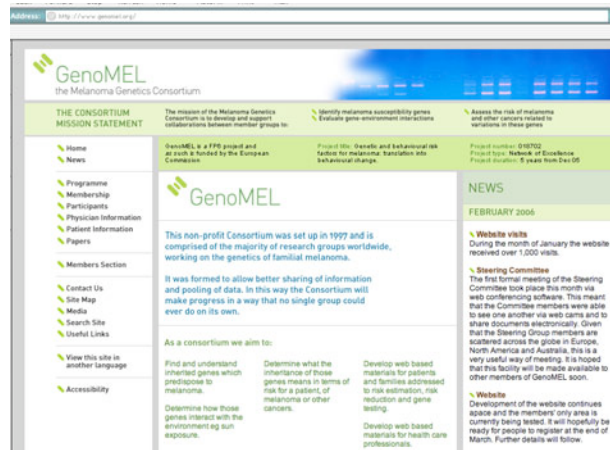 Address: http://www.genomel.org/
GenoMEL
the Melanoma Genetics Consortium
THE CONSORTIUM
MISSION STATEMENT
The mission of the Melanoma Genetics
Consortium is to develop and support
collaborations between member groups to:
Identify melanoma susceptibility genes
Evaluate gene-environment interactions
Assess the risk of melanoma
and other cancers related to
variations in these genes
Home
News
Programme
Membership
Participants
Physician Information
Patient Information
Papers
Members Section
Contact Us
Site Map
Media
Search Site
Useful Links
View this site in
another language
Accessibility
GenoMEL is a FP6 project and
as such is funded by the European
Commission
Project title: Genetic and behavioural risk
factors for melanoma: translation into
behavioural change.
Project number: 018702
Project type: Network of Excellence
Project duration: 5 years from Dec 05
GenoMEL
This non-profit Consortium was set up in 1997 and is
comprised of the majority of research groups worldwide,
working on the genetics of familial melanoma.
It was formed to allow better sharing of information
and pooling of data. In this way the Consortium will
make progress in a way that no single group could
ever do on its own.
As a consortium we aim to:
Find and understand
inherited genes which
predispose to
melanoma.
Determine how those
genes interact with the
environment eg sun
exposure.
Determine what the
inheritance of those
genes means in terms of
risk for a patient, of
melanoma or other
cancers.
Develop web based
materials for patients
and families addressed
to risk estimation, risk
reduction and gene
testing.
Develop web based
materials for health care
professionals.
NEWS
FEBRUARY 2006
Website visits
During the month of January the website
received over 1,000 visits.
Steering Committee
The first formal meeting of the Steering
Committee took place this month via
web conferencing software. This meant
that the Committee members were able
to see one another via web cams and to
share documents electronically. Given
that the Steering Group members are
scattered across the globe in Europe,
North America and Australia, this is a
very useful way of meeting. It is hoped
that this facility will be made available to
other members of GenoMEL soon.
Website
Development of the website continues
apace and the members' only area is
currently being tested. It will hopefully be
ready for people to register at the end of
March. Further details will follow.